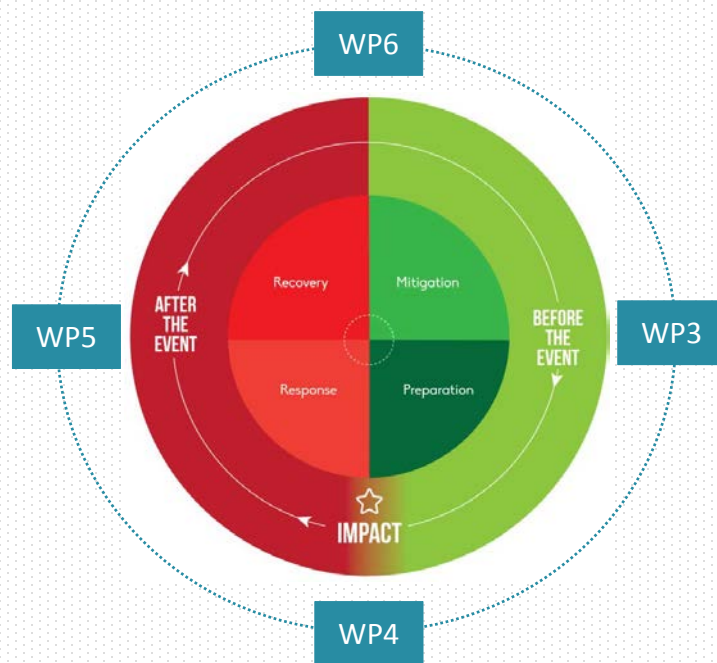 WP6
Recovery
Mitigation
AFTER
THE
EVENT
BEFORE
THE
EVENT
WP5
WP3
Response
Preparation
IMPACT
WP4